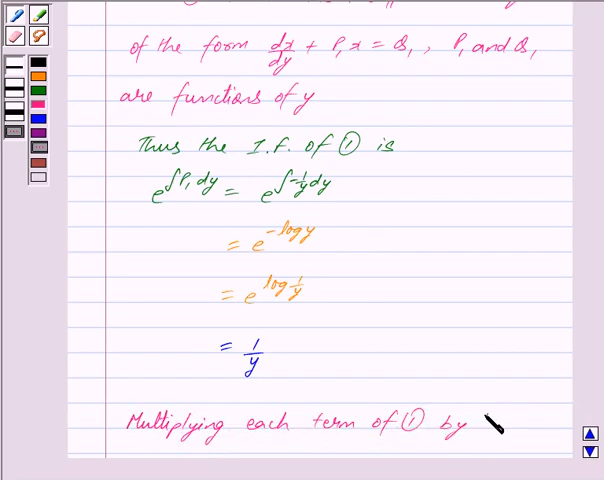 of the form dx/dy + P₁x = Q₁, P₁ and Q₁
are functions of y
Thus the I.F. of ① is
e^∫P₁dy = e^∫-1/y dy
= e^-log y
= e^log 1/y
= 1/y
Multiplying each term of ① by